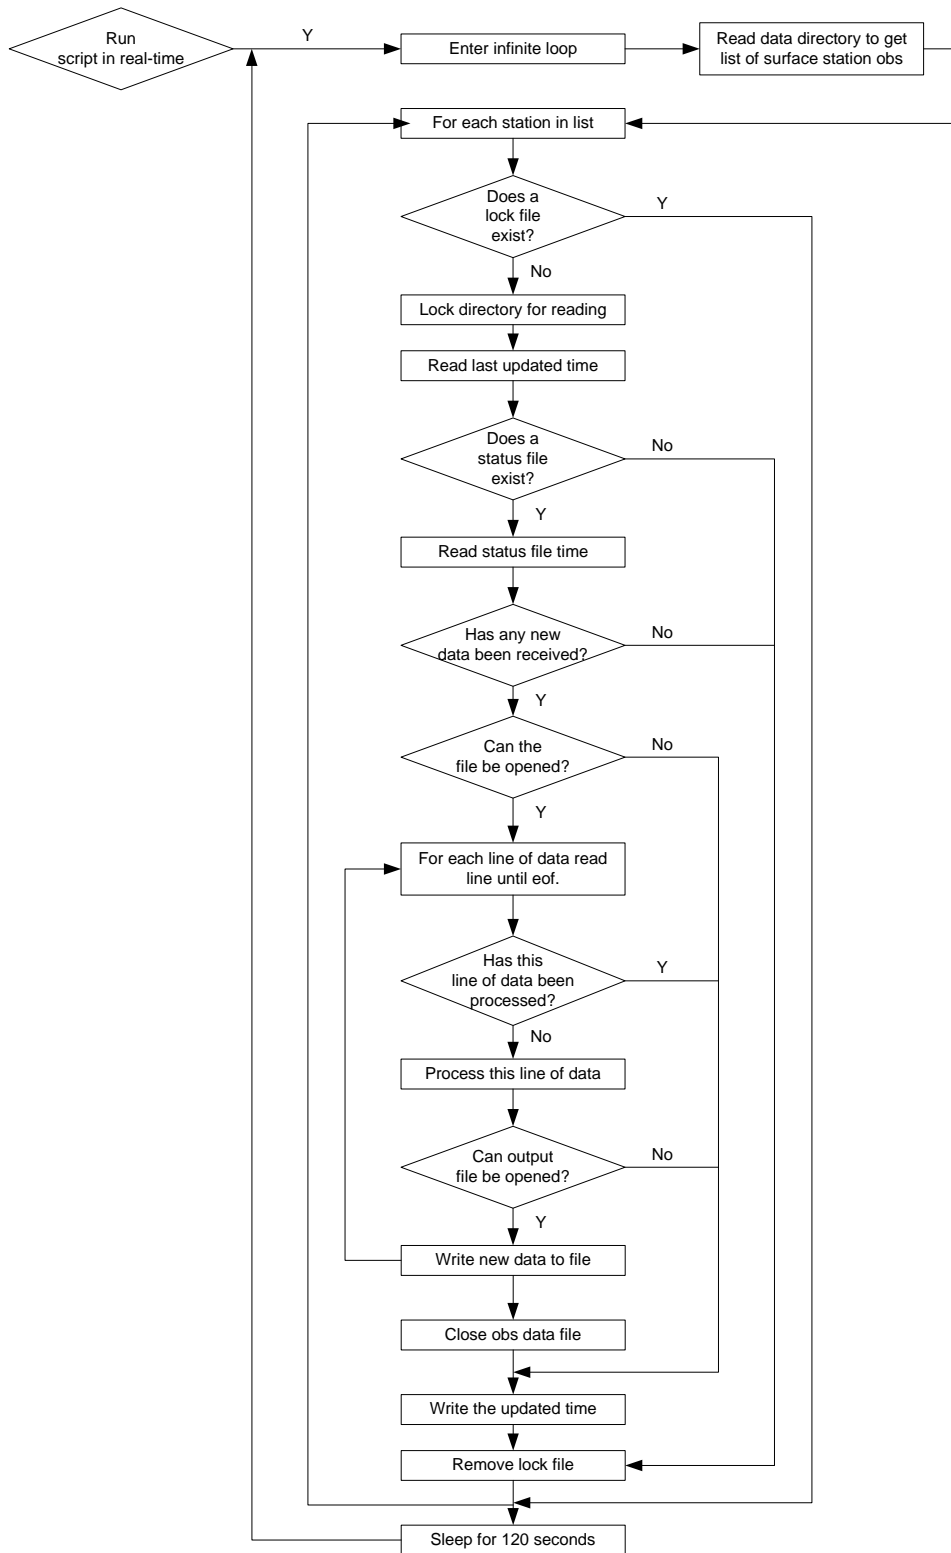 Run
script in real-time
Y
Enter infinite loop
Read data directory to get
list of surface station obs
For each station in list
Does a
lock file
exist?
Y
No
Lock directory for reading
Read last updated time
Does a
status file
exist?
No
Y
Read status file time
Has any new
data been received?
No
Y
Can the
file be opened?
No
Y
For each line of data read
line until eof.
Has this
line of data been
processed?
Y
No
Process this line of data
Can output
file be opened?
No
Y
Write new data to file
Close obs data file
Write the updated time
Remove lock file
Sleep for 120 seconds